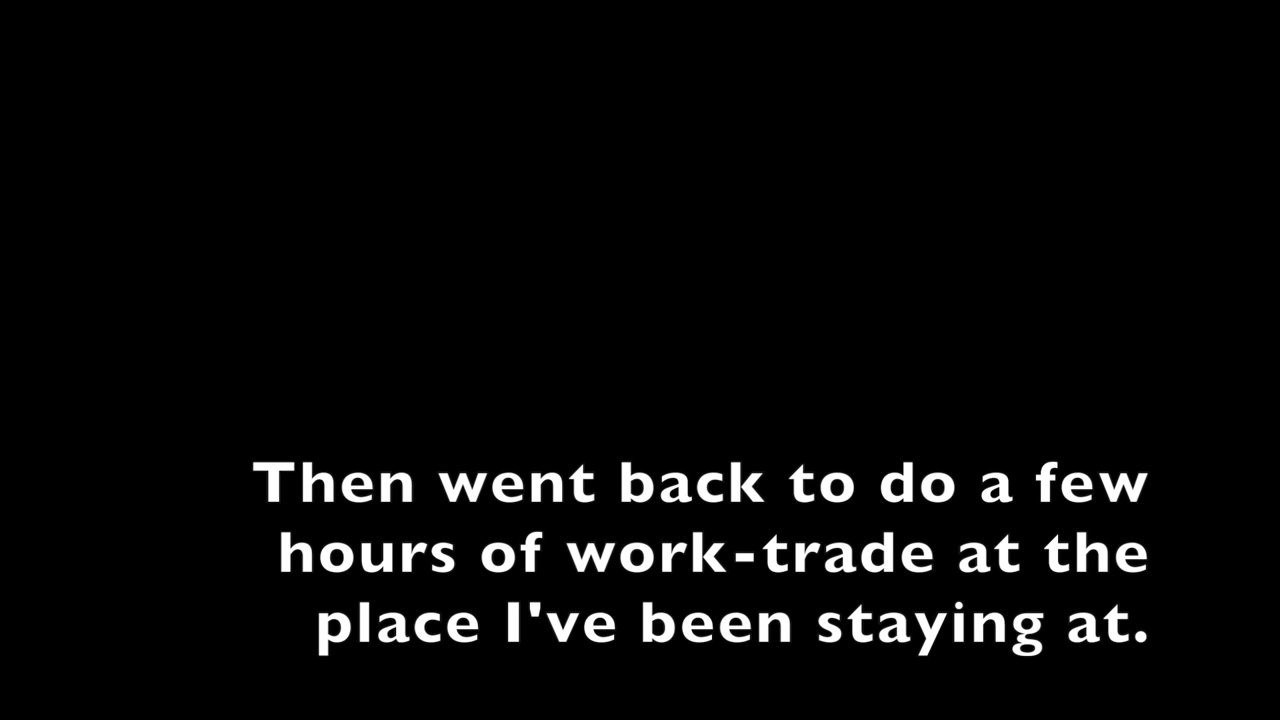 Then went back to do a few
hours of work-trade at the
place I've been staying at.